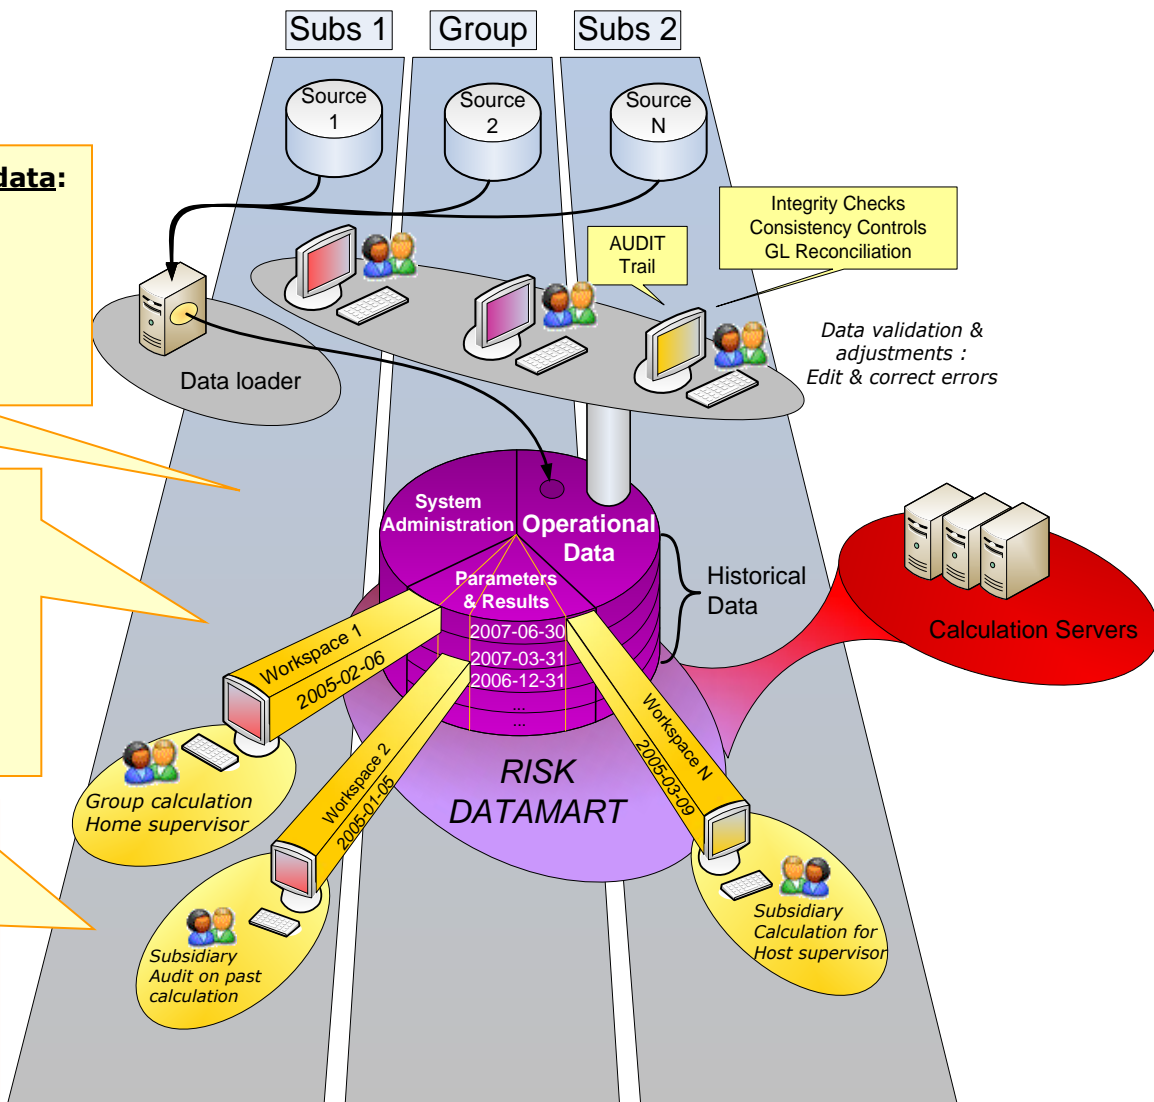 Subs 1
Group
Subs 2
Source
1
Source
2
Source
N
data:
Integrity Checks
Consistency Controls
GL Reconciliation
AUDIT
Trail
Data validation &
adjustments :
Edit & correct errors
Data loader
System
Administration
Operational
Data
Parameters
& Results
2007-06-30
2007-03-31
2006-12-31
...
...
Historical
Data
Calculation Servers
Workspace 1
2005-02-06
Workspace 2
2005-01-05
Workspace N
2005-03-09
RISK
DATAMART
Group calculation
Home supervisor
Subsidiary
Audit on past
calculation
Subsidiary
Calculation for
Host supervisor